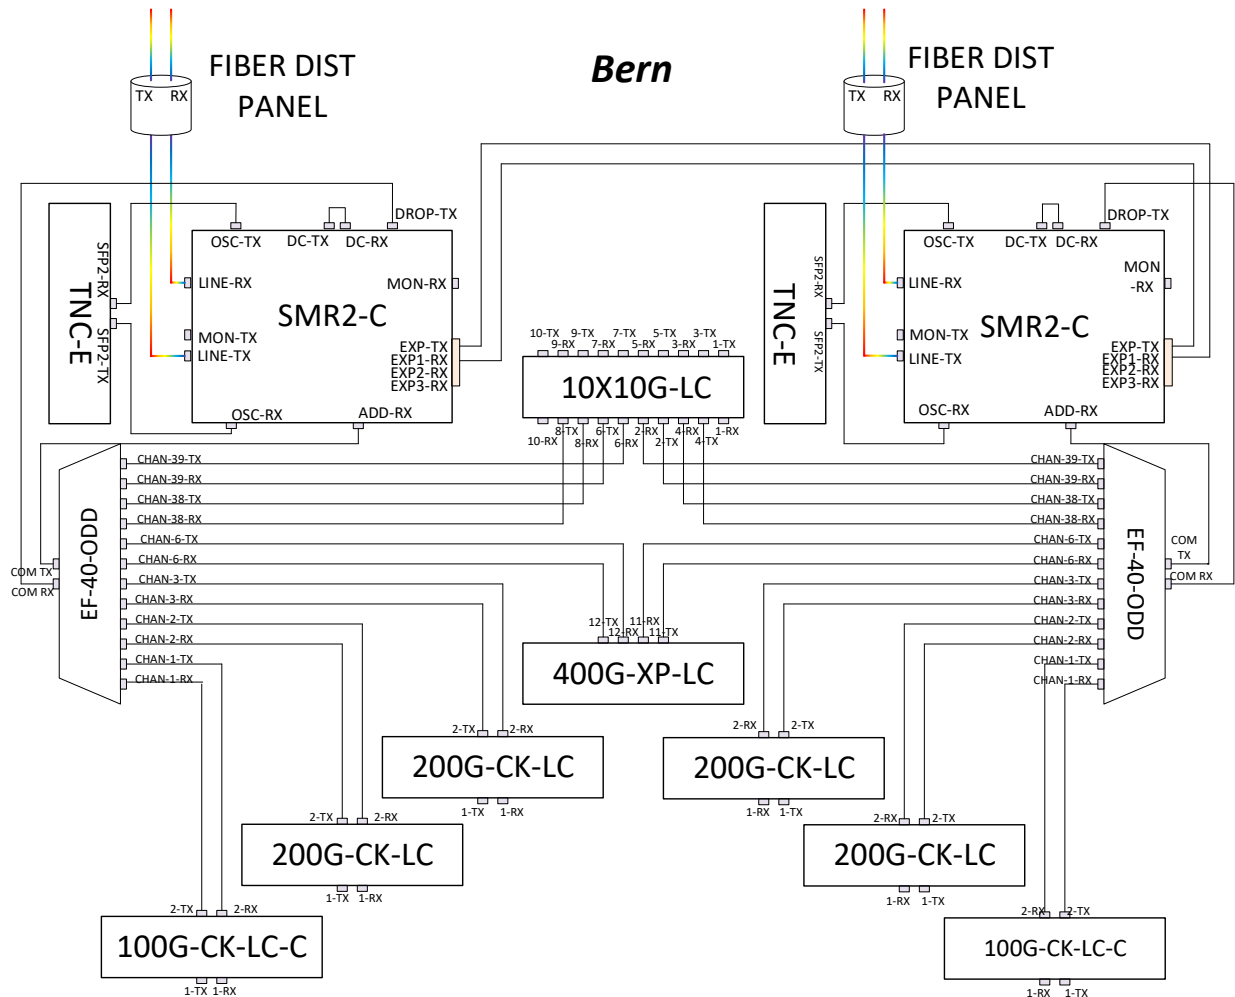 FIBER DIST
PANEL
TX RX
Bern
FIBER DIST
PANEL
TX RX
TNC-E
SFP2-RX
SFP2-TX
OSC-TX
DC-TX
DC-RX
DROP-TX
LINE-RX
MON-RX
SMR2-C
MON-TX
LINE-TX
EXP-TX
EXP1-RX
EXP2-RX
EXP3-RX
OSC-RX
ADD-RX
TNC-E
SFP2-RX
SFP2-TX
OSC-TX
DC-TX
DC-RX
DROP-TX
LINE-RX
MON
-RX
SMR2-C
MON-TX
LINE-TX
EXP-TX
EXP1-RX
EXP2-RX
EXP3-RX
OSC-RX
ADD-RX
10-TX 9-TX 7-TX 5-TX 3-TX
9-RX 7-RX 5-RX 3-RX 1-TX
10X10G-LC
8-TX 6-TX 2-RX 4-RX 1-RX
10-RX 8-RX 6-RX 2-TX 4-TX
EF-40-ODD
COM TX
COM RX
CHAN-39-TX
CHAN-39-RX
CHAN-38-TX
CHAN-38-RX
CHAN-6-TX
CHAN-6-RX
CHAN-3-TX
CHAN-3-RX
CHAN-2-TX
CHAN-2-RX
CHAN-1-TX
CHAN-1-RX
CHAN-39-TX
CHAN-39-RX
CHAN-38-TX
CHAN-38-RX
CHAN-6-TX
CHAN-6-RX
CHAN-3-TX
CHAN-3-RX
CHAN-2-TX
CHAN-2-RX
CHAN-1-TX
CHAN-1-RX
EF-40-ODD
COM
TX
COM RX
12-TX 11-RX
12-RX 11-TX
400G-XP-LC
2-TX 2-RX
200G-CK-LC
1-TX 1-RX
2-RX 2-TX
200G-CK-LC
1-RX 1-TX
2-TX 2-RX
200G-CK-LC
1-TX 1-RX
2-RX 2-TX
200G-CK-LC
1-RX 1-TX
2-TX 2-RX
100G-CK-LC-C
1-TX 1-RX
2-RX 2-TX
100G-CK-LC-C
1-RX 1-TX